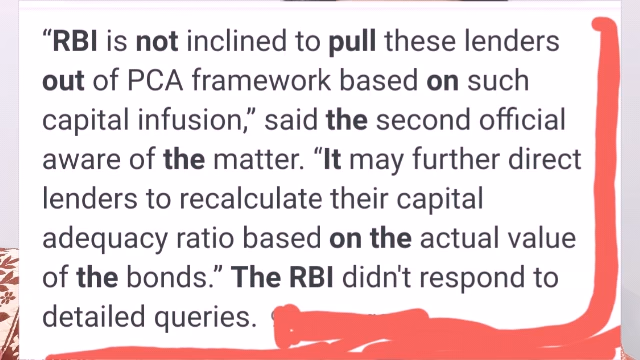 “RBI is not inclined to pull these lenders
out of PCA framework based on such
capital infusion,” said the second official
aware of the matter. “It may further direct
lenders to recalculate their capital
adequacy ratio based on the actual value
of the bonds.” The RBI didn't respond to
detailed queries.